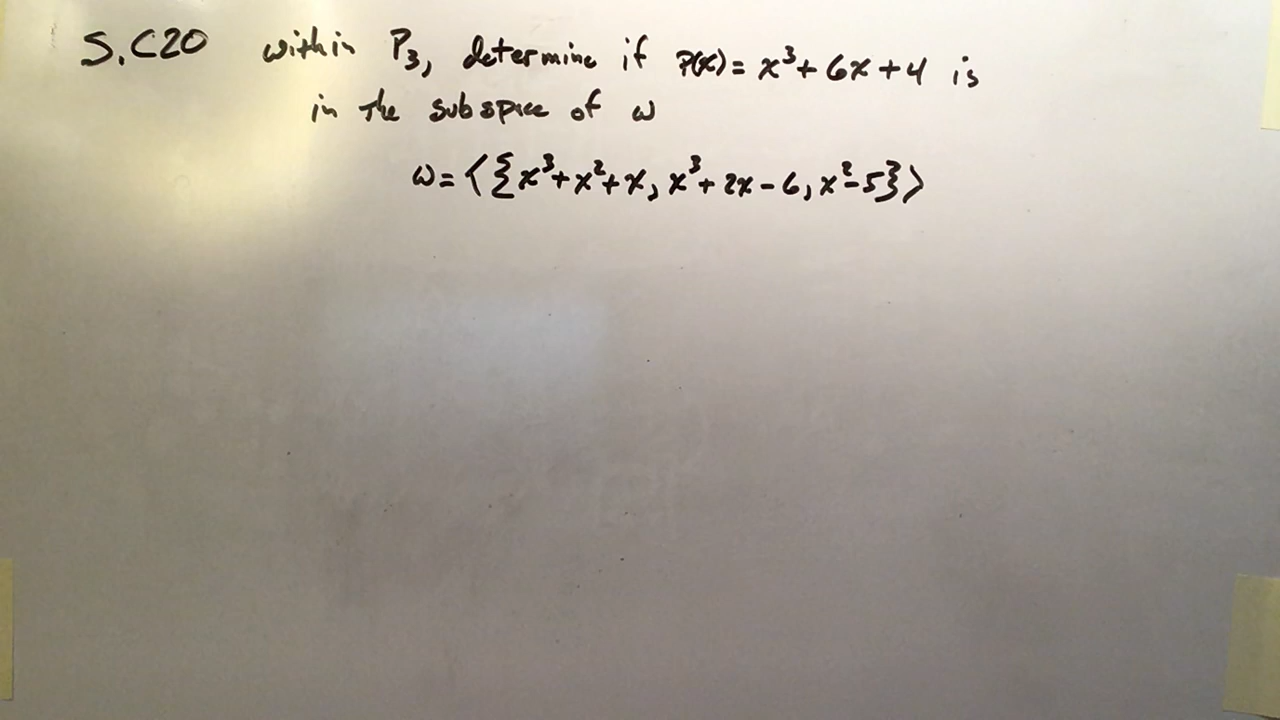 S.C20 within P₃, determine if P(x) = x³ + 6x + 4 is
in the subspace of ω
ω = ⟨{x³ + x² + x, x³ + 2x - 6, x² - 5}⟩